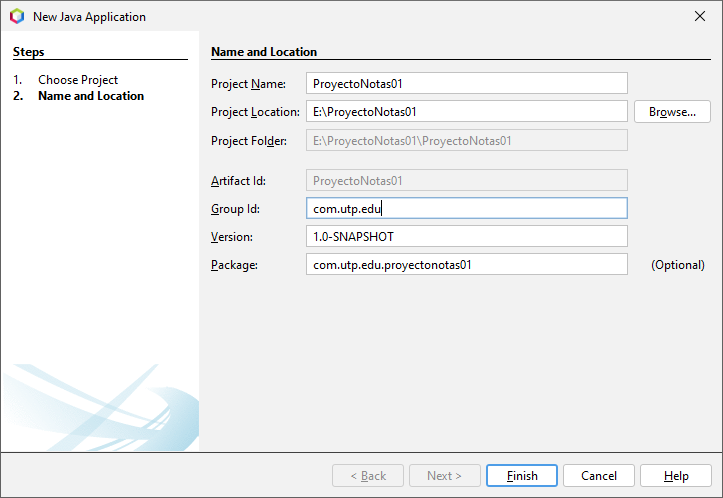 New Java Application
Steps
1. Choose Project
2. Name and Location
Name and Location
Project Name: ProyectoNotas01
Project Location: E:\ProyectoNotas01 Browse...
Project Folder: E:\ProyectoNotas01\ProyectoNotas01
Artifact Id: ProyectoNotas01
Group Id: com.utp.edu
Version: 1.0-SNAPSHOT
Package: com.utp.edu.proyectonotas01 (Optional)
< Back Next > Finish Cancel Help